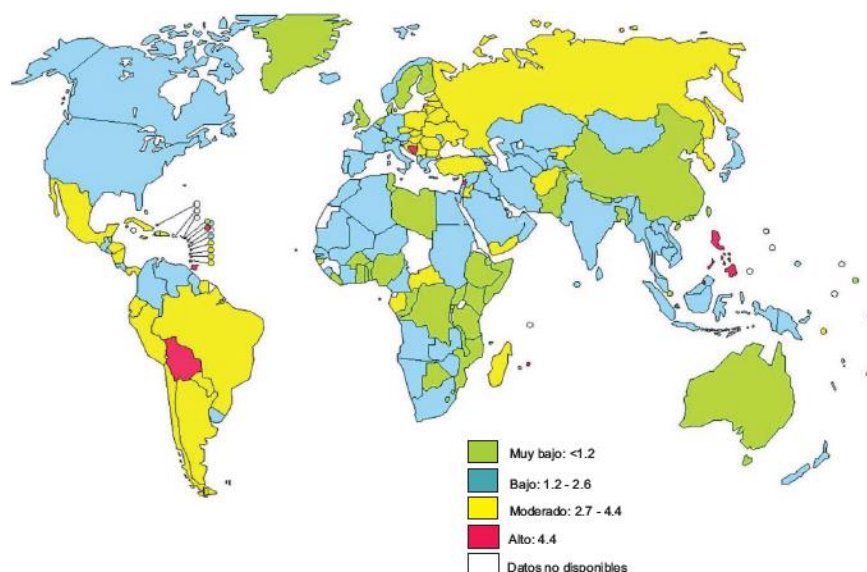 Muy bajo: <1.2
Bajo: 1.2 - 2.6
Moderado: 2.7 - 4.4
Alto: 4.4
Datos no disponibles